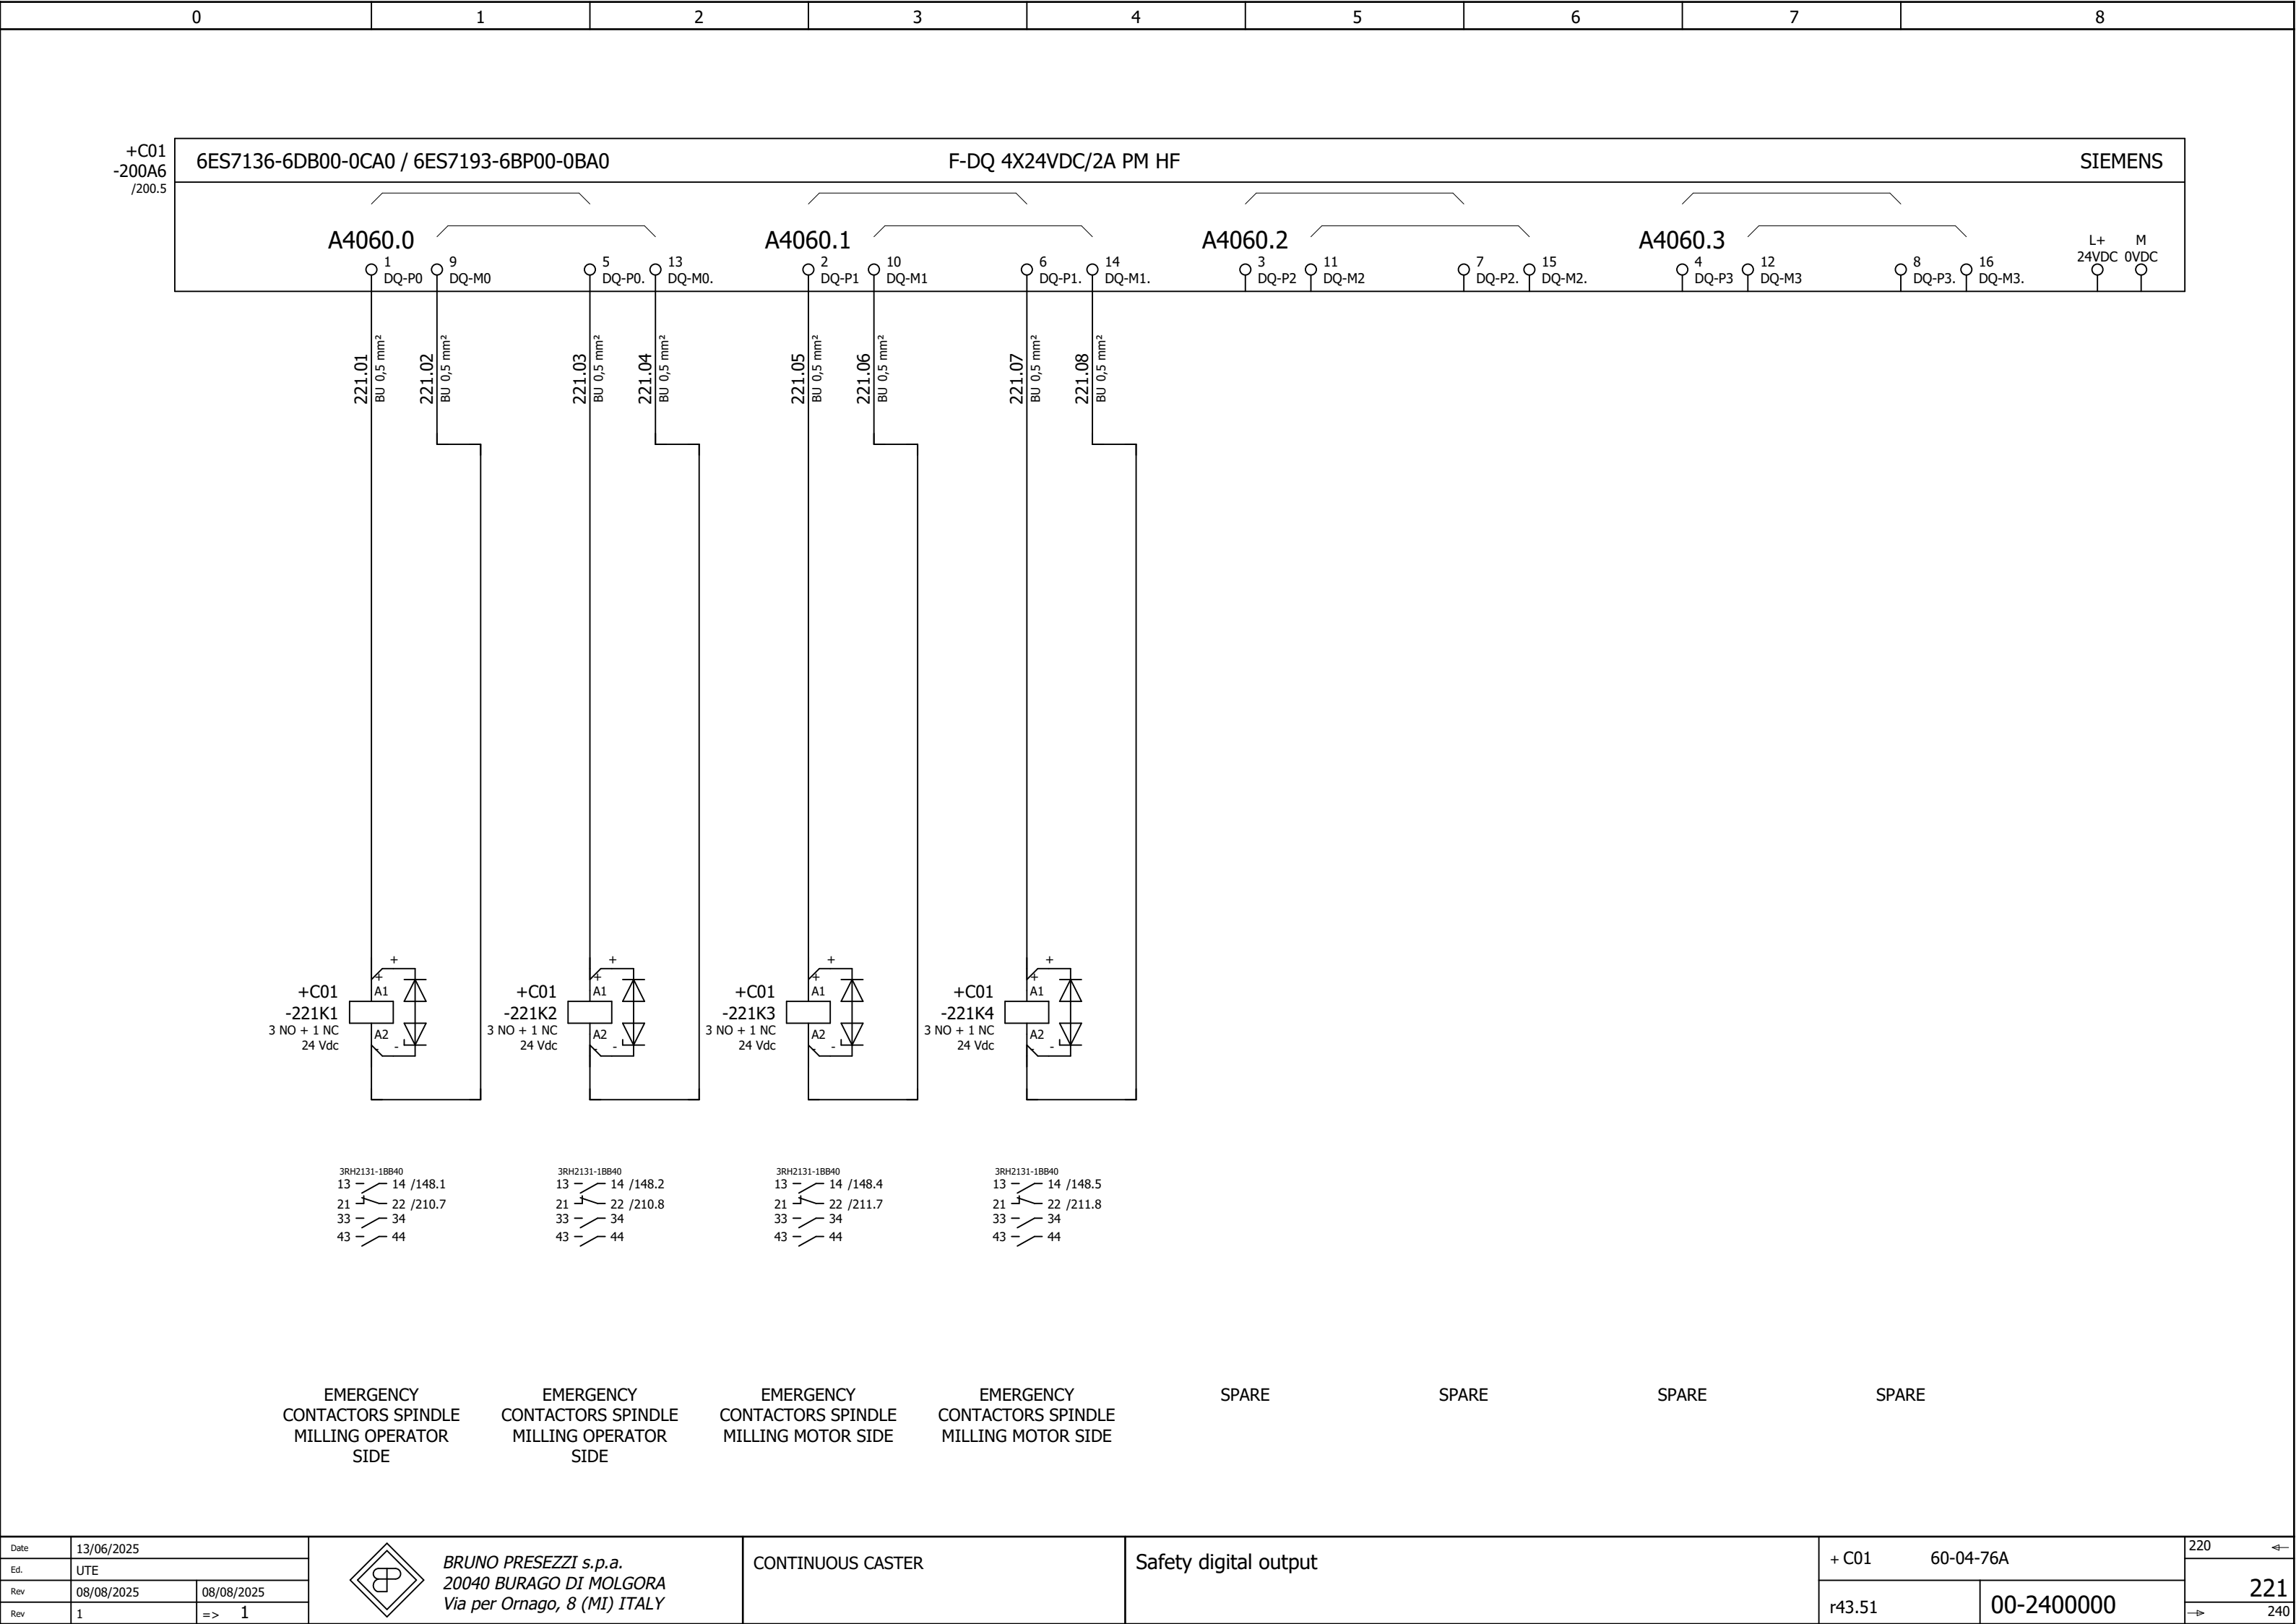 0 1 2 3 4 5 6 7 8
+C01
-200A6
/200.5
6ES7136-6DB00-0CA0 / 6ES7193-6BP00-0BA0 F-DQ 4X24VDC/2A PM HF SIEMENS
A4060.0 A4060.1 A4060.2 A4060.3
L+ M
24VDC 0VDC
1 9 5 13 2 10 6 14 3 11 7 15 4 12 8 16
DQ-P0 DQ-M0 DQ-P0. DQ-M0. DQ-P1 DQ-M1 DQ-P1. DQ-M1. DQ-P2 DQ-M2 DQ-P2. DQ-M2. DQ-P3 DQ-M3 DQ-P3. DQ-M3.
221.01 BU 0,5 mm²
221.02 BU 0,5 mm²
221.03 BU 0,5 mm²
221.04 BU 0,5 mm²
221.05 BU 0,5 mm²
221.06 BU 0,5 mm²
221.07 BU 0,5 mm²
221.08 BU 0,5 mm²
+C01
-221K1
3 NO + 1 NC
24 Vdc
+
+
A1
A2
-
+C01
-221K2
3 NO + 1 NC
24 Vdc
+
+
A1
A2
-
+C01
-221K3
3 NO + 1 NC
24 Vdc
+
+
A1
A2
-
+C01
-221K4
3 NO + 1 NC
24 Vdc
+
+
A1
A2
-
3RH2131-1BB40
13 14 /148.1
21 22 /210.7
33 34
43 44
3RH2131-1BB40
13 14 /148.2
21 22 /210.8
33 34
43 44
3RH2131-1BB40
13 14 /148.4
21 22 /211.7
33 34
43 44
3RH2131-1BB40
13 14 /148.5
21 22 /211.8
33 34
43 44
EMERGENCY
CONTACTORS SPINDLE
MILLING OPERATOR
SIDE
EMERGENCY
CONTACTORS SPINDLE
MILLING OPERATOR
SIDE
EMERGENCY
CONTACTORS SPINDLE
MILLING MOTOR SIDE
EMERGENCY
CONTACTORS SPINDLE
MILLING MOTOR SIDE
SPARE
SPARE
SPARE
SPARE
Date 13/06/2025
Ed. UTE
Rev 08/08/2025 08/08/2025
Rev 1 => 1
BP
BRUNO PRESEZZI s.p.a.
20040 BURAGO DI MOLGORA
Via per Ornago, 8 (MI) ITALY
CONTINUOUS CASTER
Safety digital output
+ C01 60-04-76A
r43.51 00-2400000
220
221
240